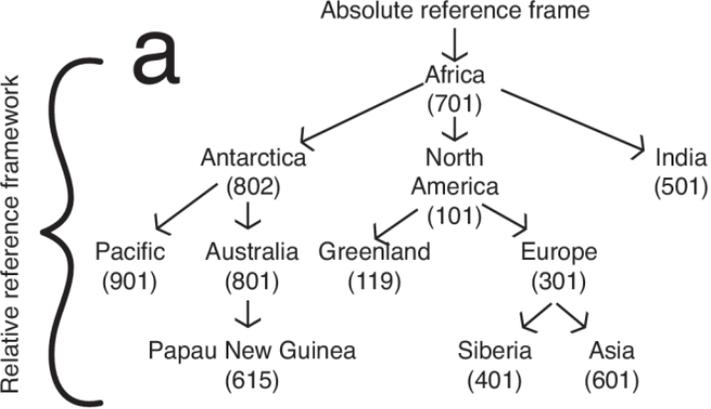 Absolute reference frame
a
Relative reference framework
Africa
(701)
Antarctica
(802)
North
America
(101)
India
(501)
Pacific
(901)
Australia
(801)
Greenland
(119)
Europe
(301)
Papau New Guinea
(615)
Siberia
(401)
Asia
(601)